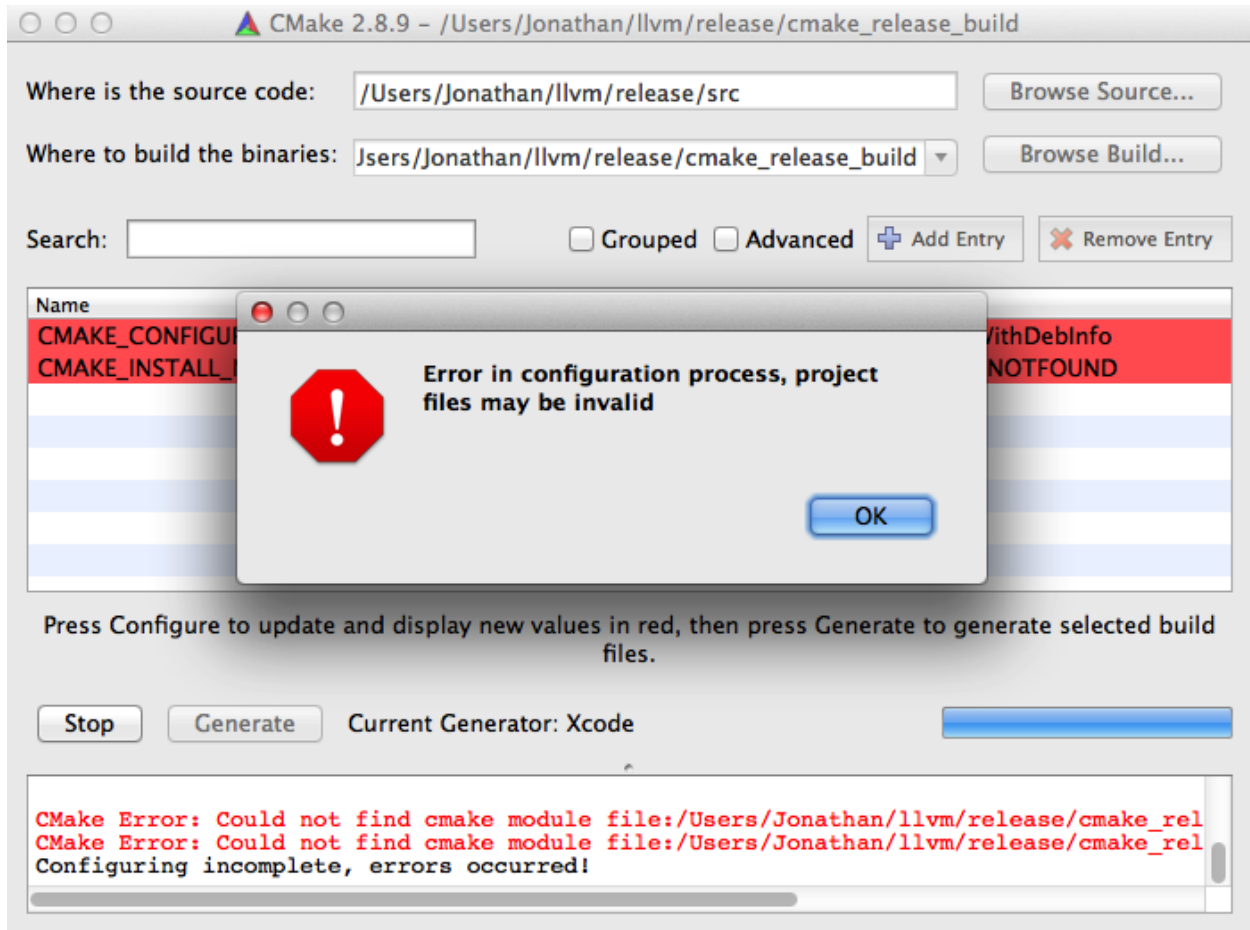 CMake 2.8.9 – /Users/Jonathan/llvm/release/cmake_release_build
Where is the source code: /Users/Jonathan/llvm/release/src Browse Source...
Where to build the binaries: Jsers/Jonathan/llvm/release/cmake_release_build Browse Build...
Search: Grouped Advanced Add Entry Remove Entry
Name
CMAKE_CONFIGU ithDebInfo
CMAKE_INSTALL_ NOTFOUND
Error in configuration process, project
files may be invalid
OK
Press Configure to update and display new values in red, then press Generate to generate selected build
files.
Stop Generate Current Generator: Xcode
CMake Error: Could not find cmake module file:/Users/Jonathan/llvm/release/cmake_rel
CMake Error: Could not find cmake module file:/Users/Jonathan/llvm/release/cmake_rel
Configuring incomplete, errors occurred!